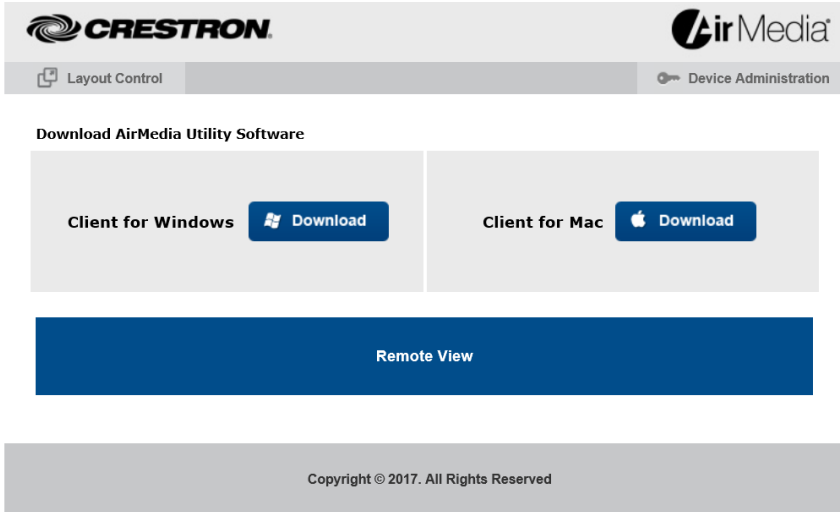 CRESTRON.
AirMedia®
Layout Control
Device Administration
Download AirMedia Utility Software
Client for Windows
Download
Client for Mac
Download
Remote View
Copyright © 2017. All Rights Reserved